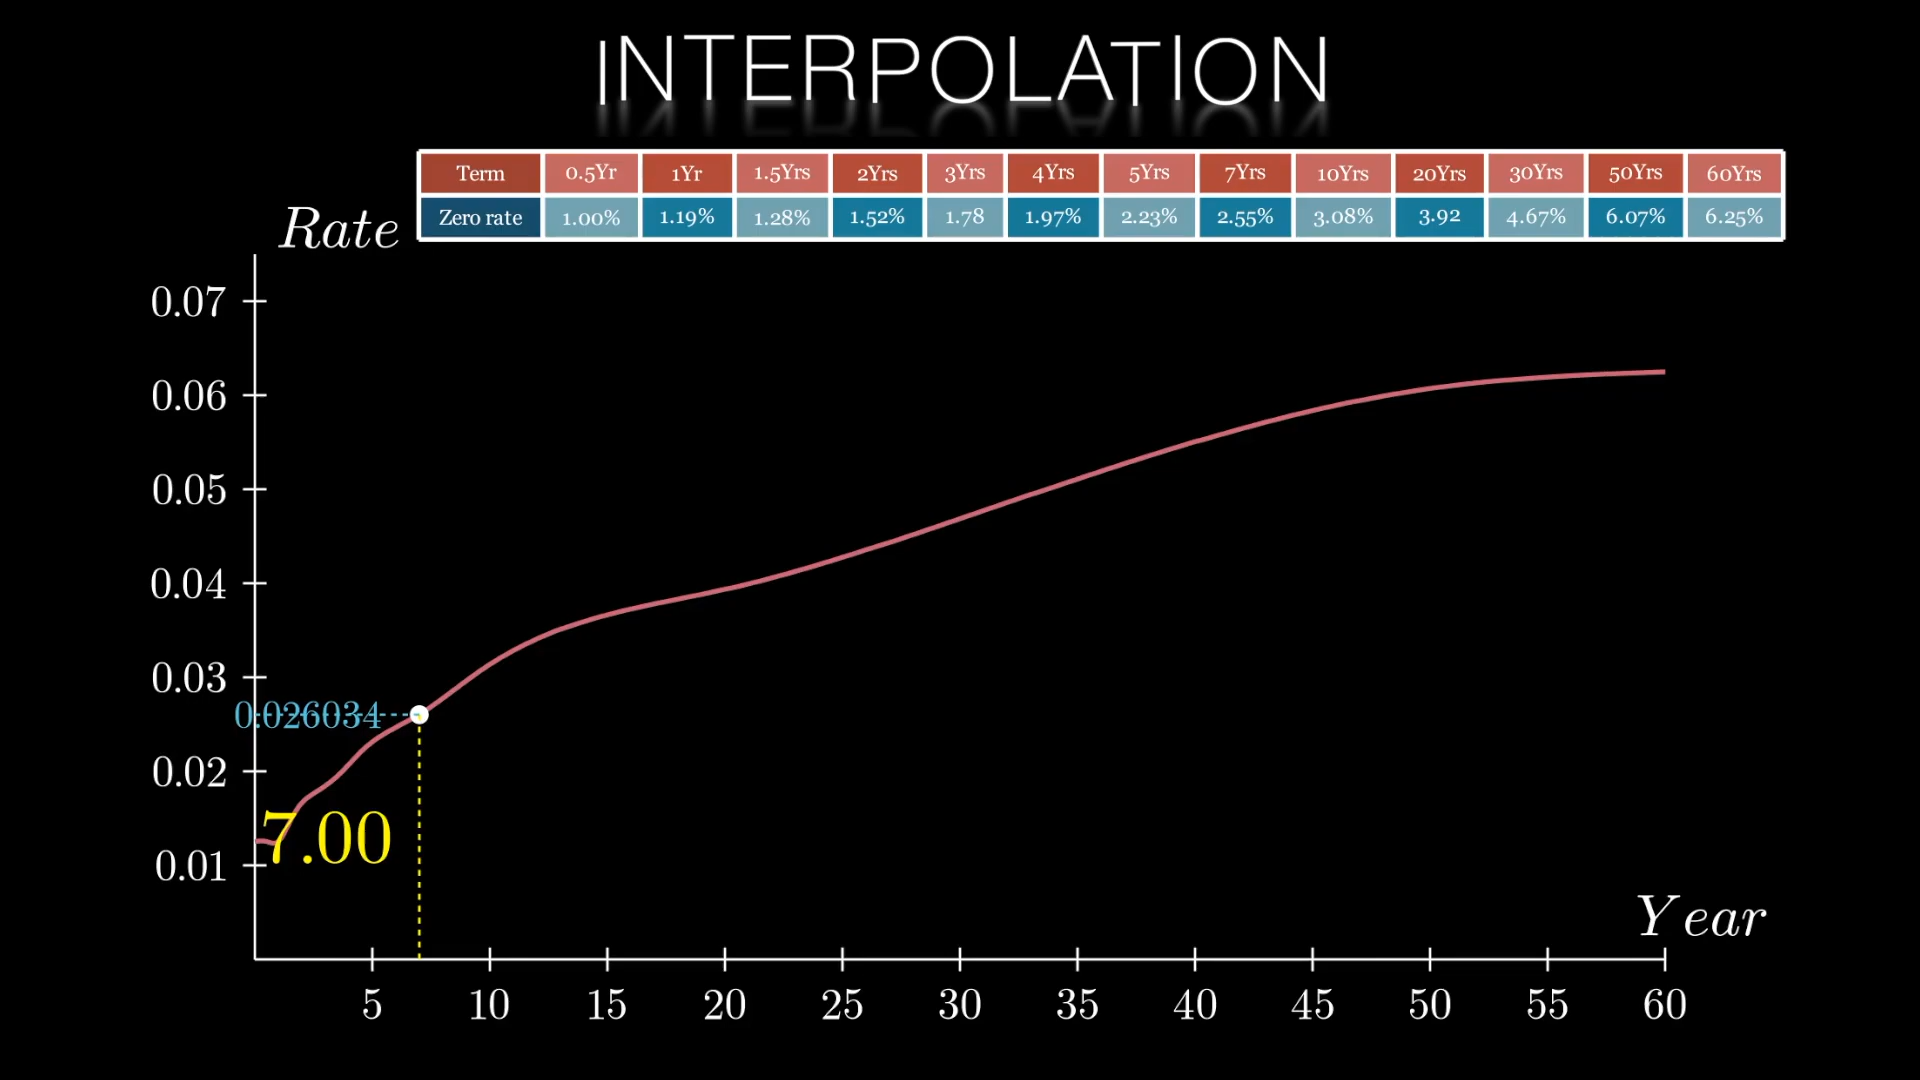 INTERPOLATION
Term 0.5Yr 1Yr 1.5Yrs 2Yrs 3Yrs 4Yrs 5Yrs 7Yrs 10Yrs 20Yrs 30Yrs 50Yrs 60Yrs
Zero rate 1.00% 1.19% 1.28% 1.52% 1.78 1.97% 2.23% 2.55% 3.08% 3.92 4.67% 6.07% 6.25%
Rate
0.07
0.06
0.05
0.04
0.03
0.026034
0.02
7.00
0.01
Year
5 10 15 20 25 30 35 40 45 50 55 60